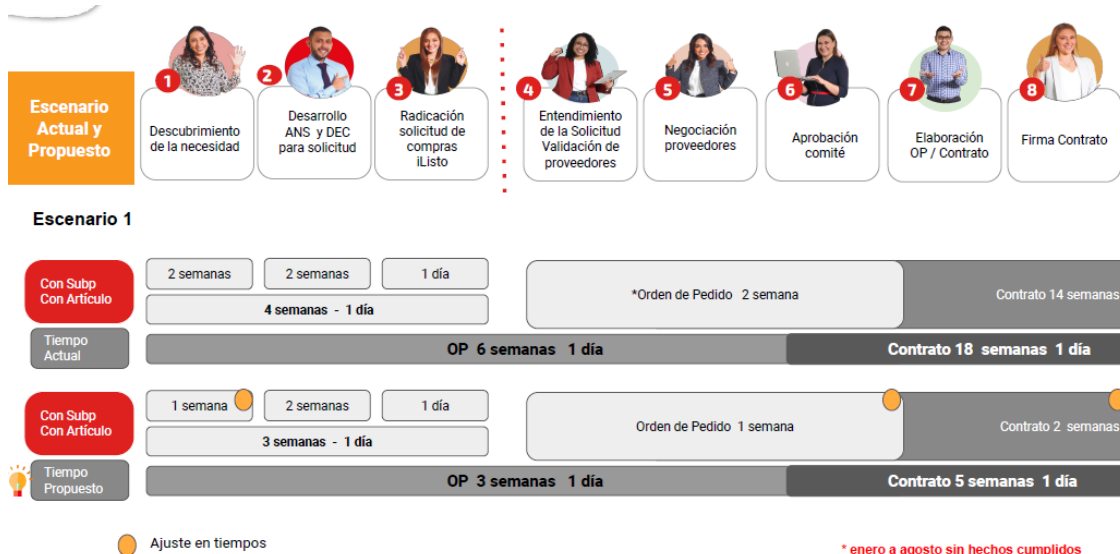 Escenario
Actual y
Propuesto
1
Descubrimiento
de la necesidad
2
Desarrollo
ANS y DEC
para solicitud
3
Radicación
solicitud de
compras
iListo
4
Entendimiento
de la Solicitud
Validación de
proveedores
5
Negociación
proveedores
6
Aprobación
comité
7
Elaboración
OP / Contrato
8
Firma Contrato
Escenario 1
Con Subp
Con Artículo
2 semanas
2 semanas
1 día
4 semanas - 1 día
*Orden de Pedido 2 semana
Contrato 14 semanas
Tiempo
Actual
OP 6 semanas 1 día
Contrato 18 semanas 1 día
Con Subp
Con Artículo
1 semana
2 semanas
1 día
3 semanas - 1 día
Orden de Pedido 1 semana
Contrato 2 semanas
Tiempo
Propuesto
OP 3 semanas 1 día
Contrato 5 semanas 1 día
Ajuste en tiempos
* enero a agosto sin hechos cumplidos